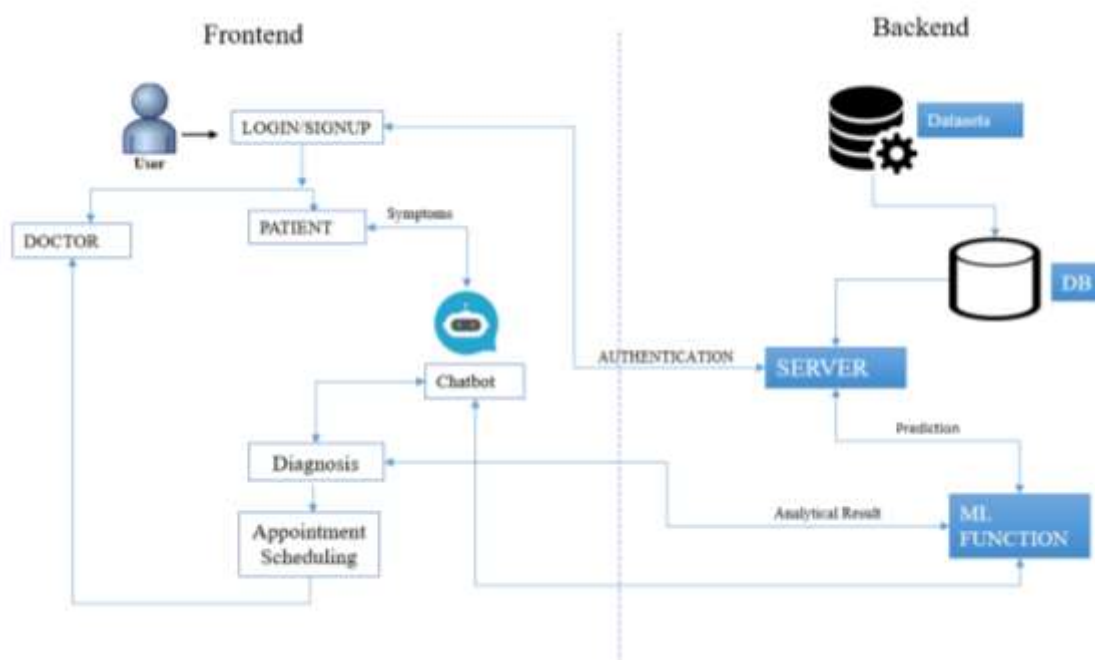 Frontend
Backend
User
LOGIN/SIGNUP
Datasets
DOCTOR
PATIENT
Symptoms
DB
Chatbot
AUTHENTICATION
SERVER
Prediction
Diagnosis
Analytical Result
ML
FUNCTION
Appointment
Scheduling